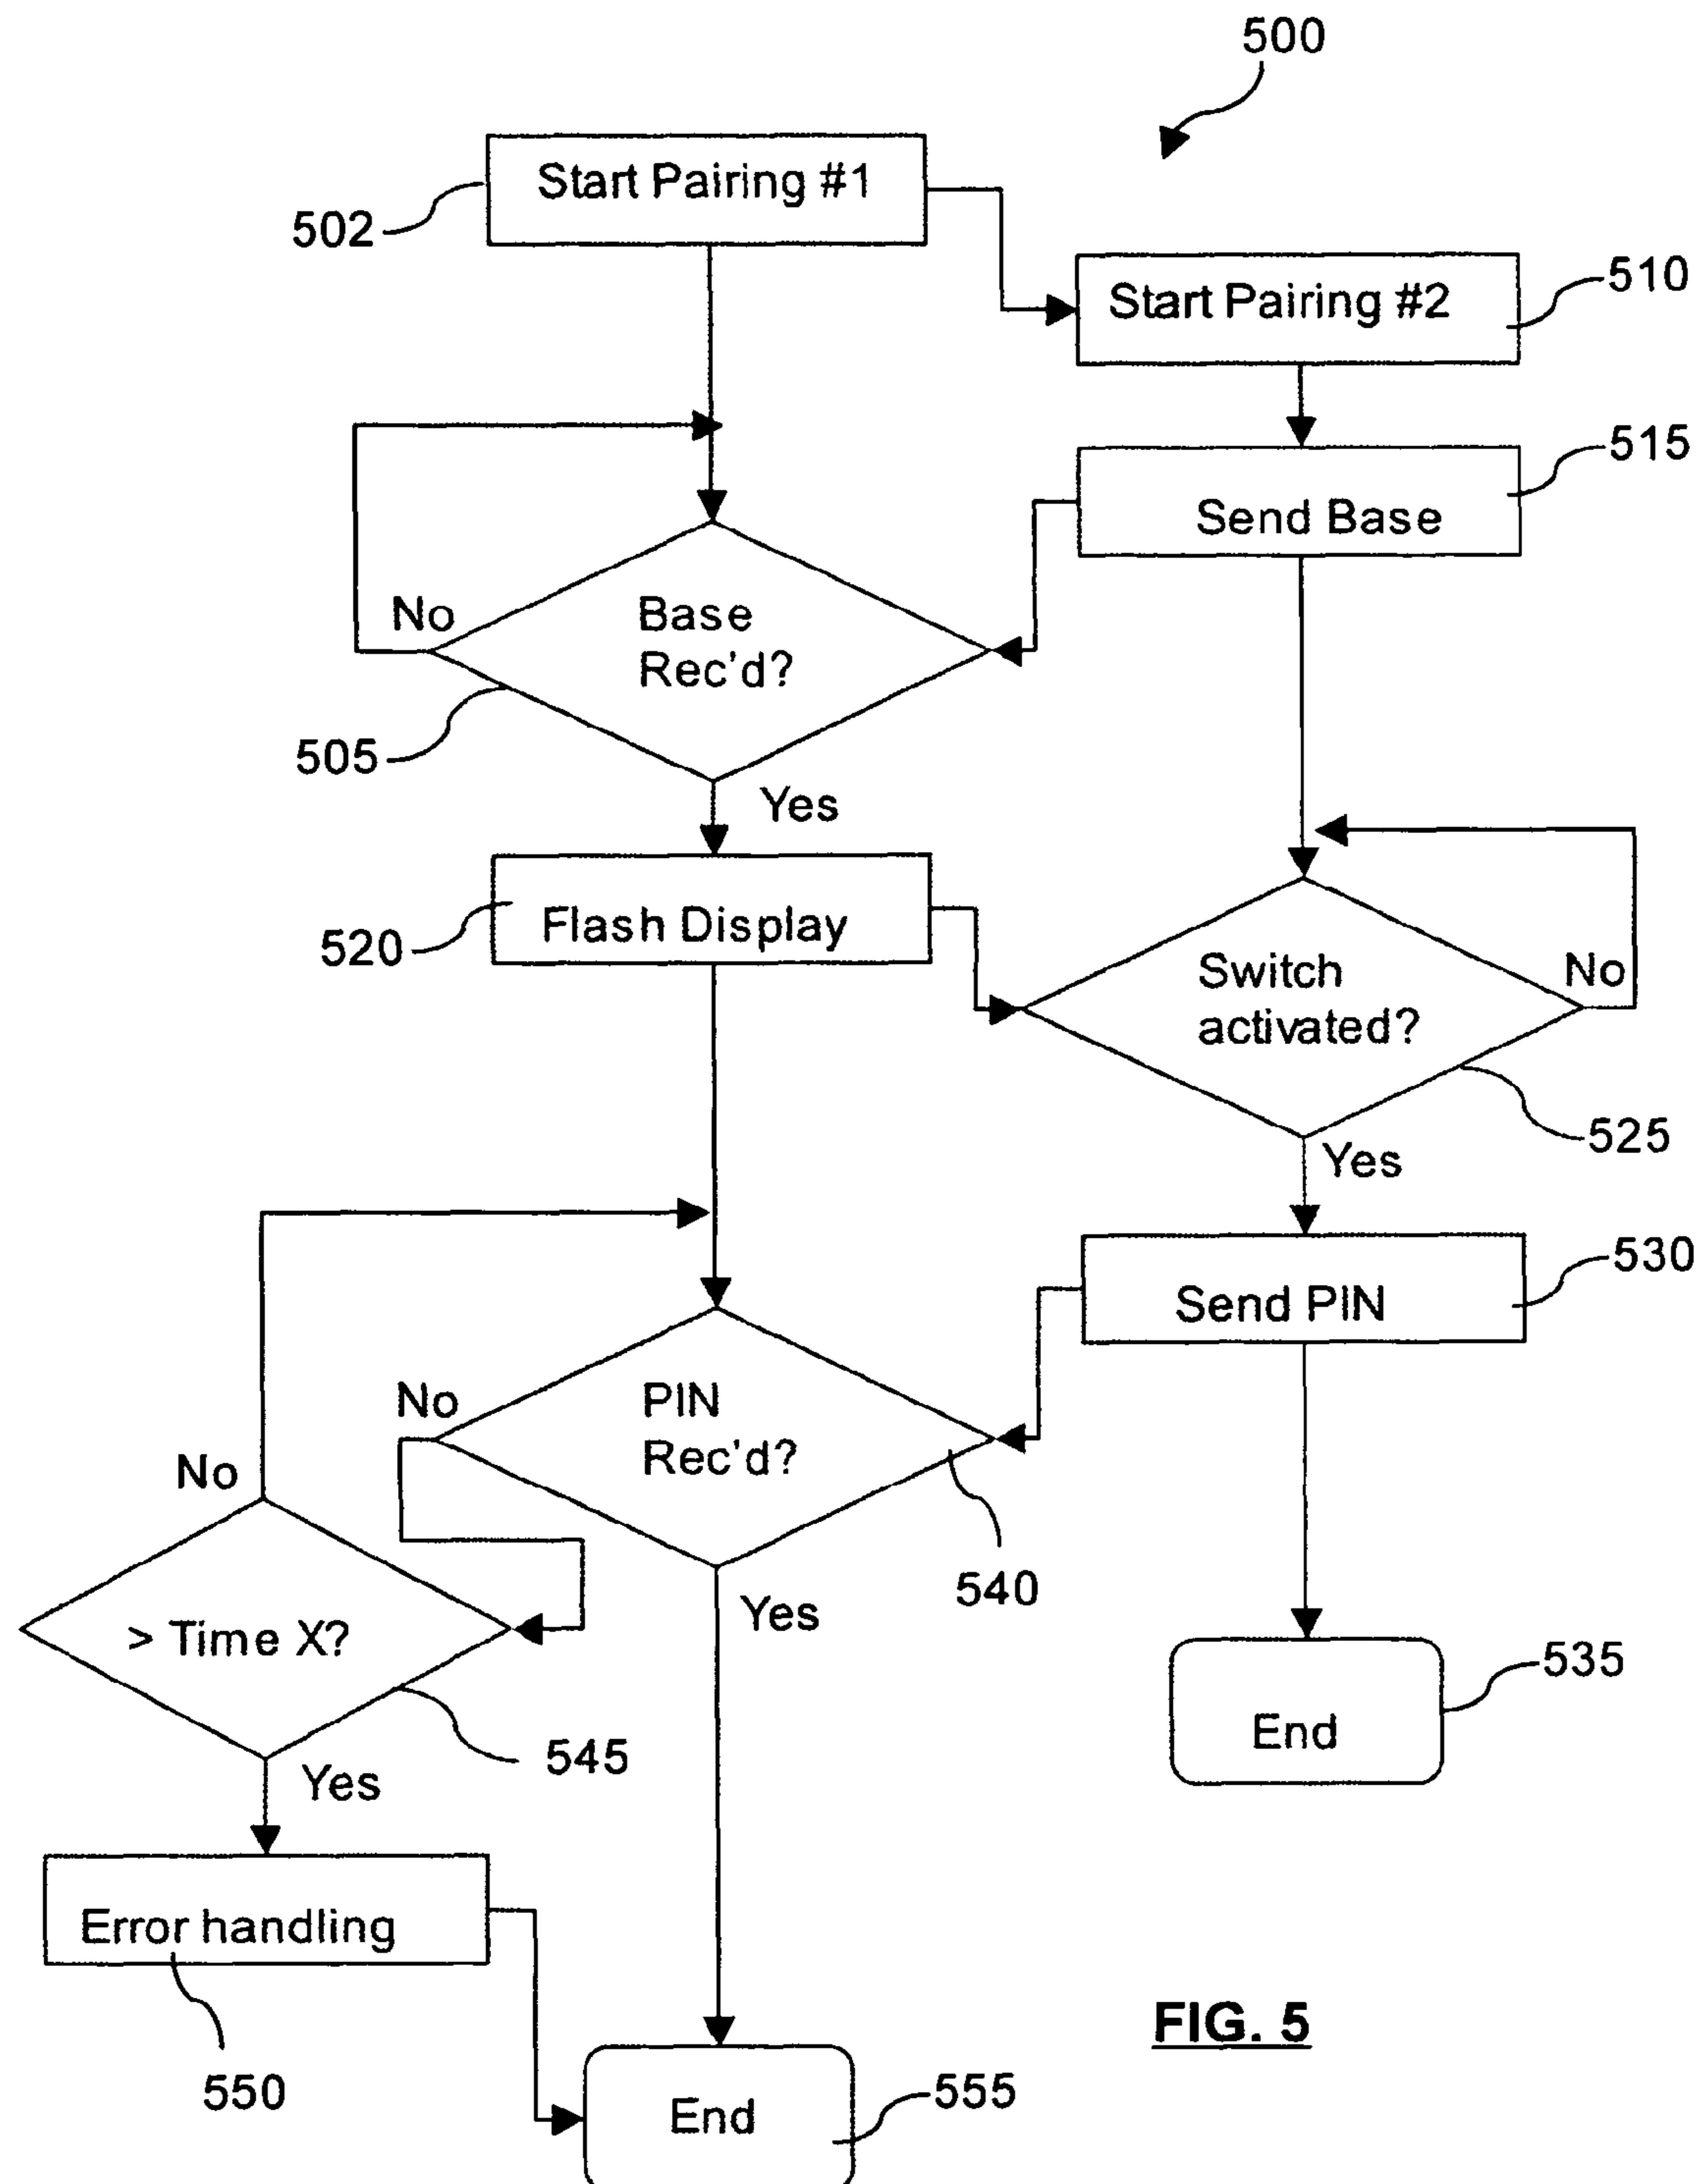 500
Start Pairing #1
502
Start Pairing #2
510
Send Base
515
No
Base
Rec'd?
505
Yes
Flash Display
520
Switch
activated?
No
525
Yes
Send PIN
530
No
PIN
Rec'd?
540
No
> Time X?
Yes
545
Yes
End
535
Error handling
550
End
555
FIG. 5